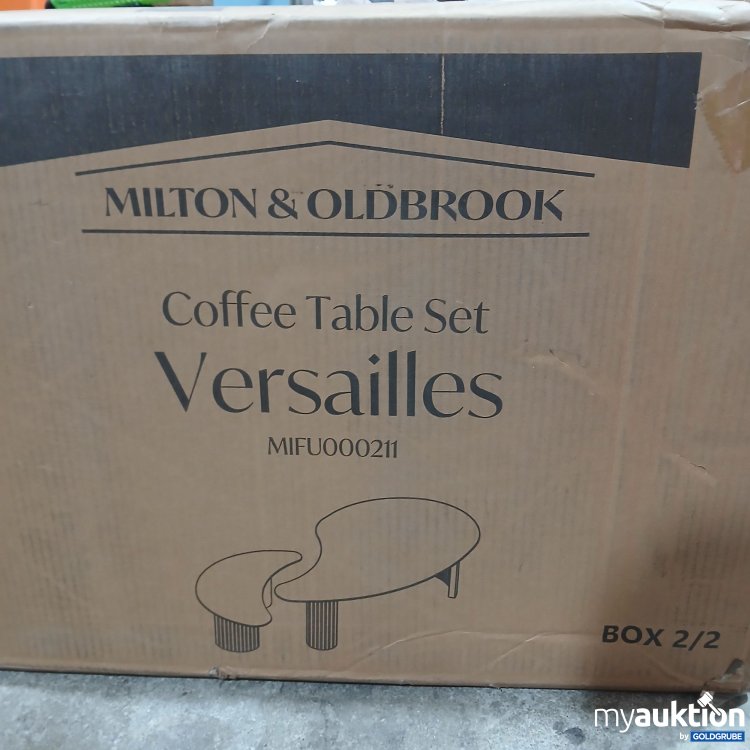 MILTON & OLDBROOK
Coffee Table Set
Versailles
MIFU000211
BOX 2/2
myauktion
by GOLDGRUBE